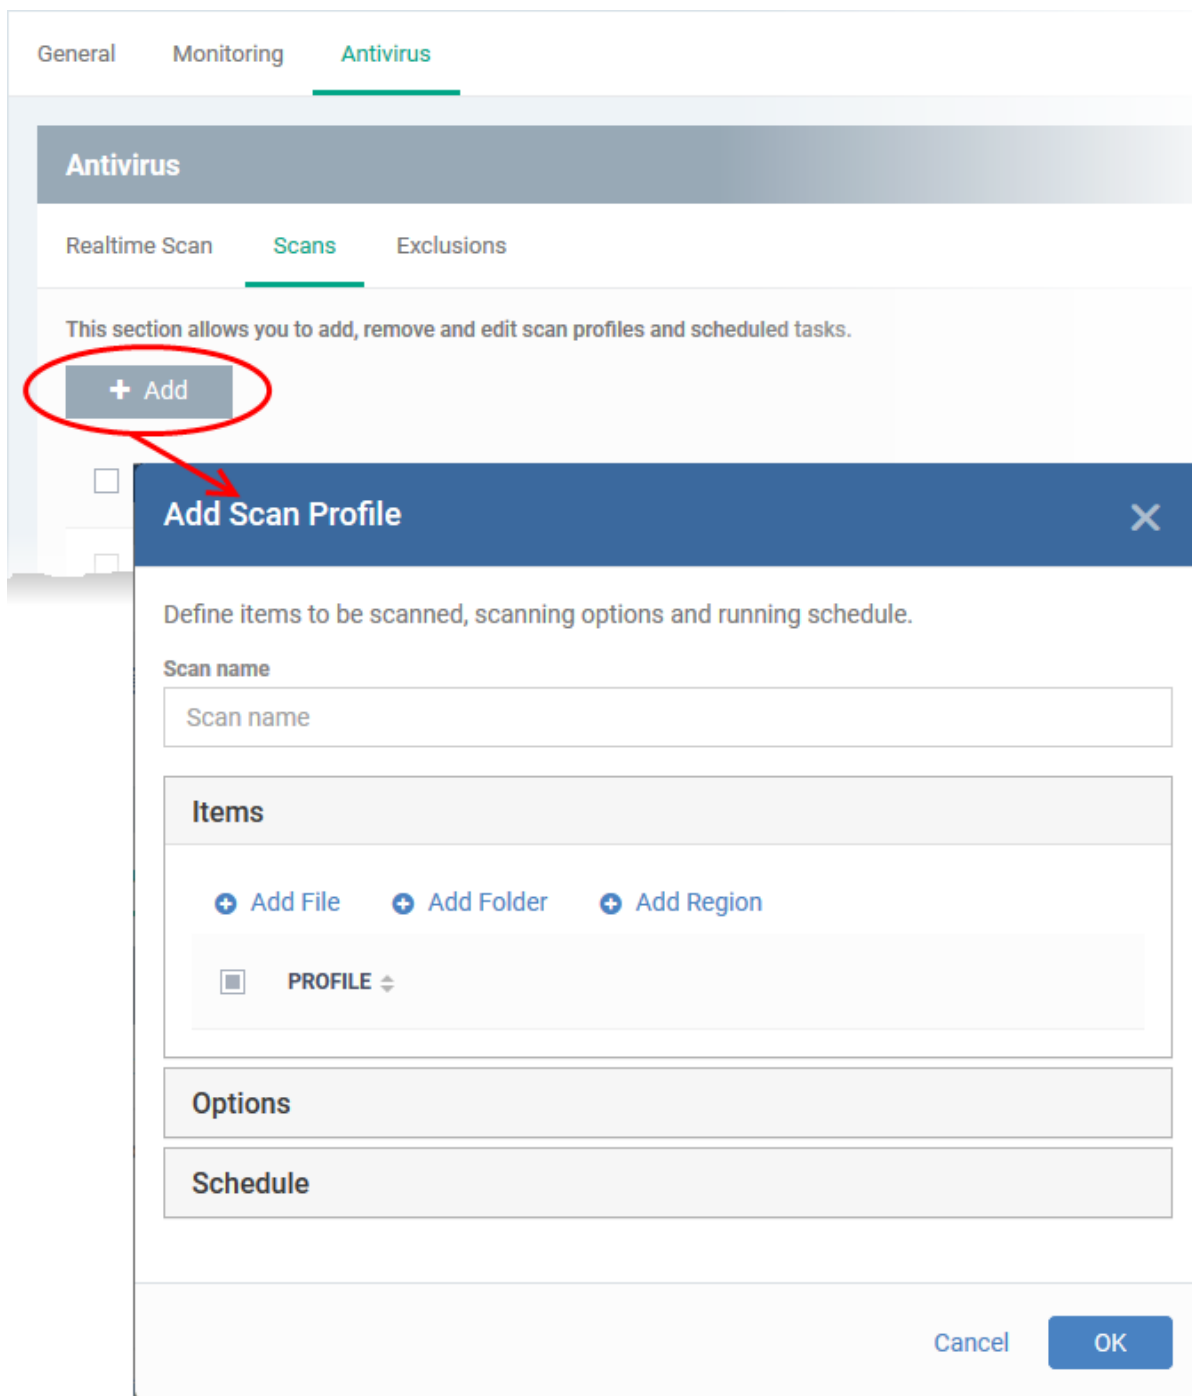 General Monitoring Antivirus
Antivirus
Realtime Scan Scans Exclusions
This section allows you to add, remove and edit scan profiles and scheduled tasks.
Add
Add Scan Profile
Define items to be scanned, scanning options and running schedule.
Scan name
Scan name
Items
Add File Add Folder Add Region
PROFILE
Options
Schedule
Cancel OK